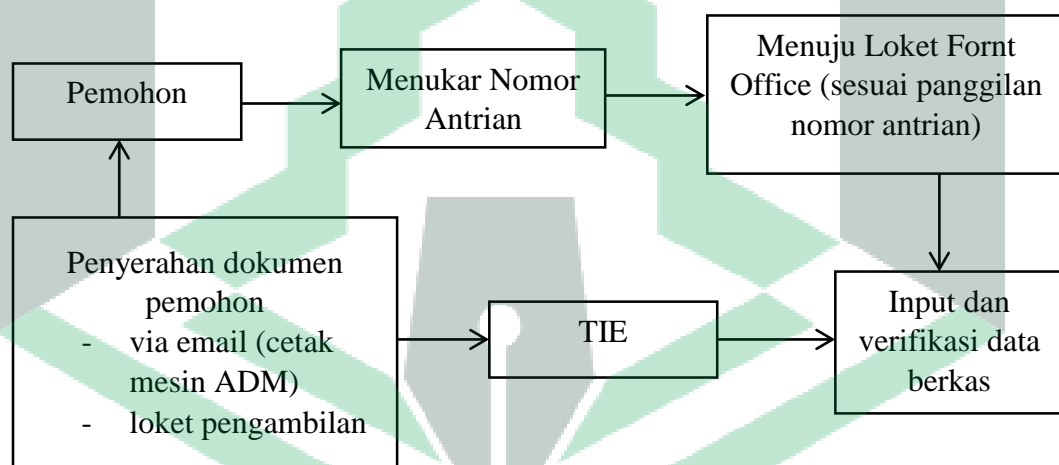 Pemohon
Menukar Nomor
Antrian
Menuju Loket Fornt
Office (sesuai panggilan
nomor antrian)
Penyerahan dokumen
pemohon
- via email (cetak
mesin ADM)
- loket pengambilan
TIE
Input dan
verifikasi data
berkas